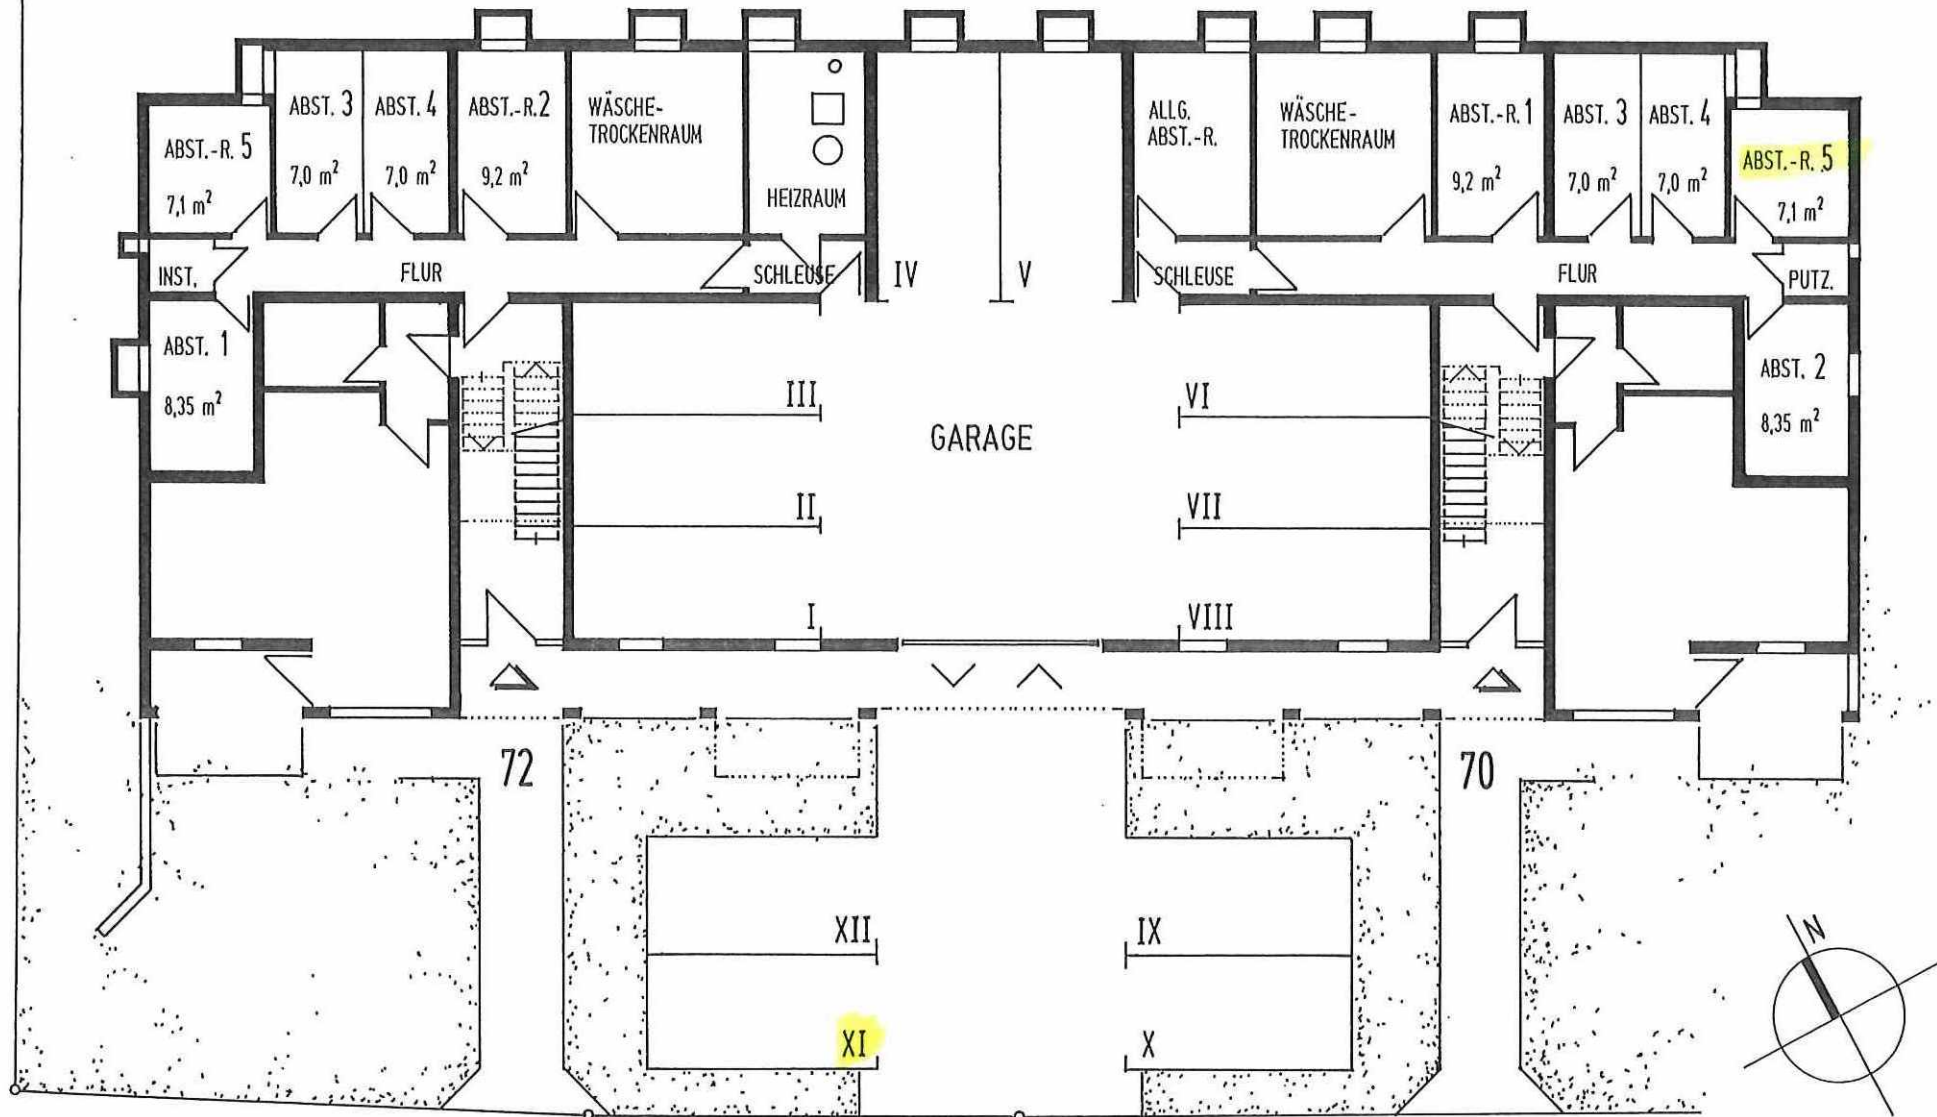 ABST.-R. 5
7,1 m²
ABST. 3
7,0 m²
ABST. 4
7,0 m²
ABST.-R. 2
9,2 m²
WÄSCHE-
TROCKENRAUM
HEIZRAUM
ALLG.
ABST.-R.
WÄSCHE-
TROCKENRAUM
ABST.-R. 1
9,2 m²
ABST. 3
7,0 m²
ABST. 4
7,0 m²
ABST.-R. 5
7,1 m²
INST.
FLUR
SCHLEUSE
IV
V
SCHLEUSE
FLUR
PUTZ.
ABST. 1
8,35 m²
III
VI
ABST. 2
8,35 m²
GARAGE
II
VII
I
VIII
72
70
XII
IX
XI
X
N